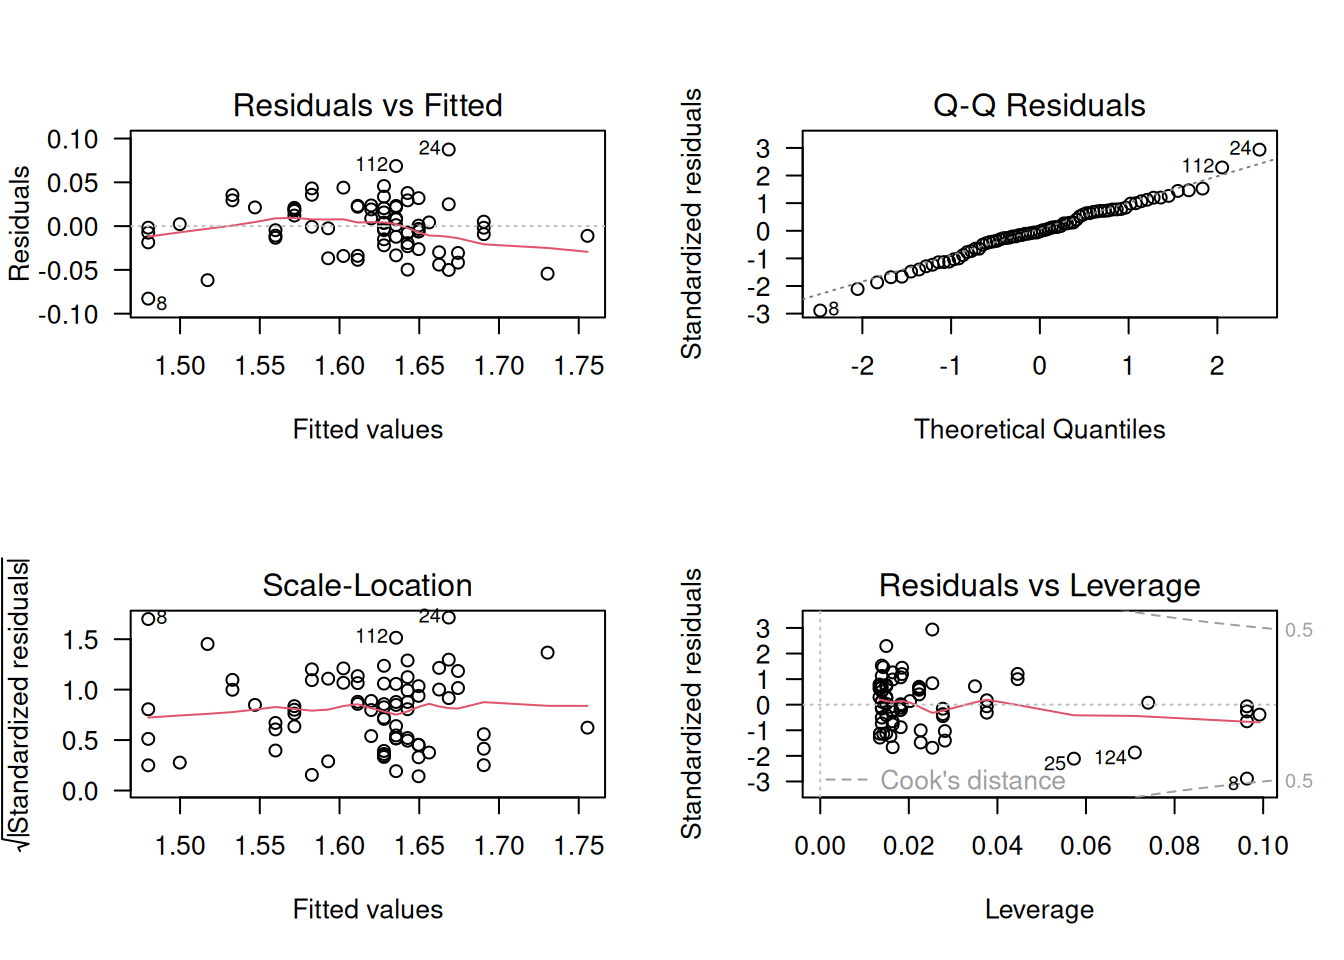 Residuals vs Fitted
Residuals
0.10
0.05
0.00
-0.05
-0.10
24
112
8
1.50 1.55 1.60 1.65 1.70 1.75
Fitted values
Q-Q Residuals
Standardized residuals
3
2
1
0
-1
-2
-3
24
112
8
-2 -1 0 1 2
Theoretical Quantiles
Scale-Location
√|Standardized residuals|
1.5
1.0
0.5
0.0
8
24
112
1.50 1.55 1.60 1.65 1.70 1.75
Fitted values
Residuals vs Leverage
Standardized residuals
3
2
1
0
-1
-2
-3
0.5
25
124
8
Cook's distance
0.5
0.00 0.02 0.04 0.06 0.08 0.10
Leverage